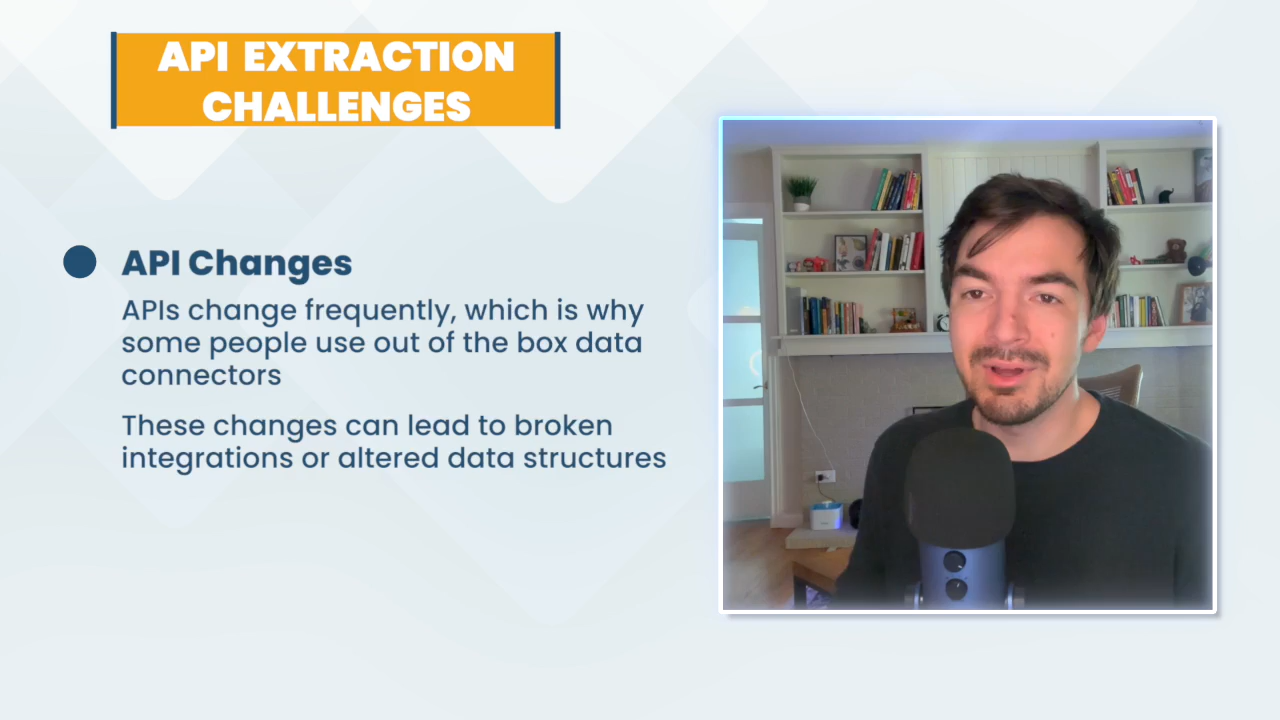 API EXTRACTION
CHALLENGES
API Changes
APIs change frequently, which is why
some people use out of the box data
connectors
These changes can lead to broken
integrations or altered data structures